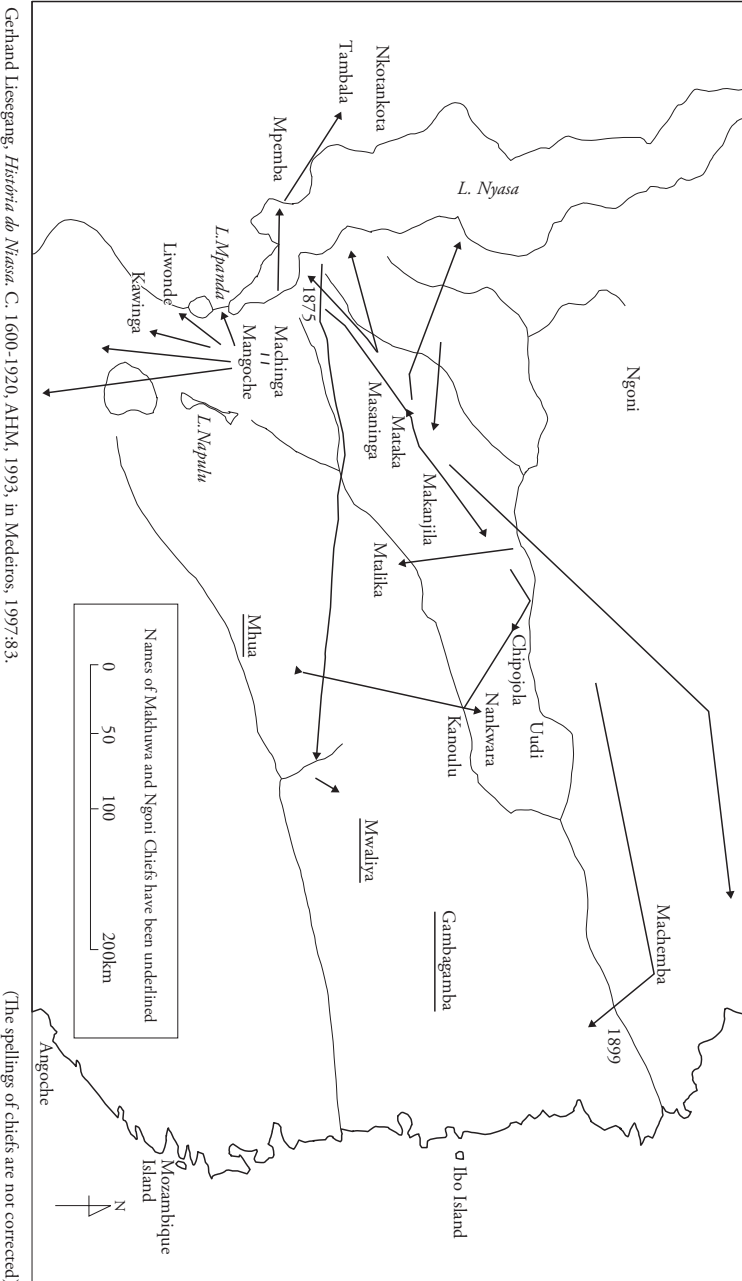 Ngoni
Nkotankota
Tambala
L. Nyasa
Mpemba
1875
Machinga
=
Mangoche
L.Mpanda
Liwonde
Kawinga
L.Napulu
Masaninga
Mataka
Makanjila
Mtalika
Chipojola
Uudi
Nankwara
Kanoulu
Mhua
Mwaliya
Gambagamba
Machemba
1899
Ibo Island
Mozambique
Island
Angoche
N
Names of Makhuwa and Ngoni Chiefs have been underlined
0 50 100 200km
Gerhand Liesegang, História do Niassa. C. 1600-1920, AHM, 1993, in Medeiros, 1997:83.
(The spellings of chiefs are not corrected)